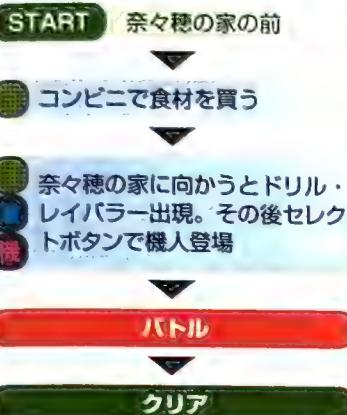 START 奈々穂の家の前
コンビニで食材を買う
奈々穂の家に向かうとドリル・
レイバラー出現。その後セレク
機 トボタンで機人登場
バトル
クリア